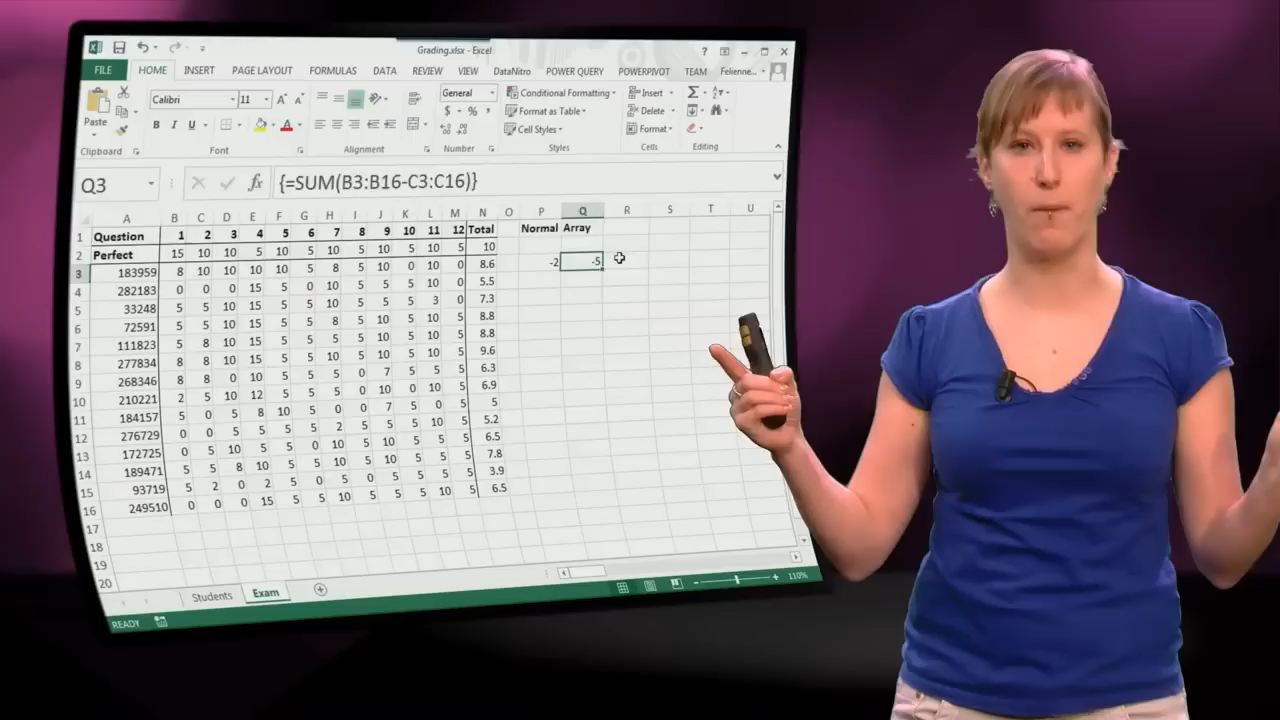 Grading.xlsx - Excel
FILE HOME INSERT PAGE LAYOUT FORMULAS DATA REVIEW VIEW DataNitro POWER QUERY POWERPIVOT TEAM Felienne...
Paste
Calibri 11
General
Conditional Formatting
Format as Table
Cell Styles
Insert
Delete
Format
B I U
$ % ,
Clipboard Font Alignment Number Styles Cells Editing
Q3 fx {=SUM(B3:B16-C3:C16)}
A B C D E F G H I J K L M N O P Q R S T U
1 Question 1 2 3 4 5 6 7 8 9 10 11 12 Total Normal Array
2 Perfect 15 10 10 5 10 5 10 5 10 5 10 5 10
3 183959 8 10 10 10 10 5 8 5 10 0 10 0 8.6 -2 -5
4 282183 0 0 0 15 5 0 10 5 10 5 10 0 5.5
5 33248 5 5 10 15 5 5 10 5 5 5 3 0 7.3
6 72591 5 5 10 15 5 5 8 5 10 5 10 5 8.8
7 111823 5 8 10 15 5 5 10 5 10 5 10 5 8.8
8 277834 8 8 10 15 5 5 10 5 10 5 10 5 9.6
9 268346 8 8 0 10 5 5 5 0 7 5 5 5 6.3
10 210221 2 5 10 12 5 5 5 0 10 0 10 5 6.9
11 184157 5 0 5 8 10 5 0 0 7 5 0 5 5
12 276729 0 0 5 5 5 5 2 5 5 5 10 5 5.2
13 172725 0 5 10 5 5 0 10 5 10 5 5 5 6.5
14 189471 5 5 8 10 5 5 10 5 10 5 5 5 7.8
15 93719 5 2 0 2 5 0 5 0 5 5 5 5 3.9
16 249510 0 0 0 15 5 5 10 5 5 5 10 5 6.5
17
18
19
20
Students Exam
READY 110%